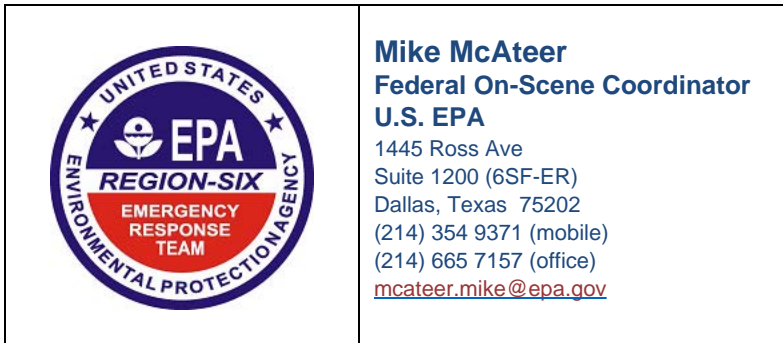 UNITED STATES
EPA
REGION-SIX
EMERGENCY
RESPONSE
TEAM
ENVIRONMENTAL PROTECTION AGENCY
Mike McAteer
Federal On-Scene Coordinator
U.S. EPA
1445 Ross Ave
Suite 1200 (6SF-ER)
Dallas, Texas  75202
(214) 354 9371 (mobile)
(214) 665 7157 (office)
mcateer.mike@epa.gov